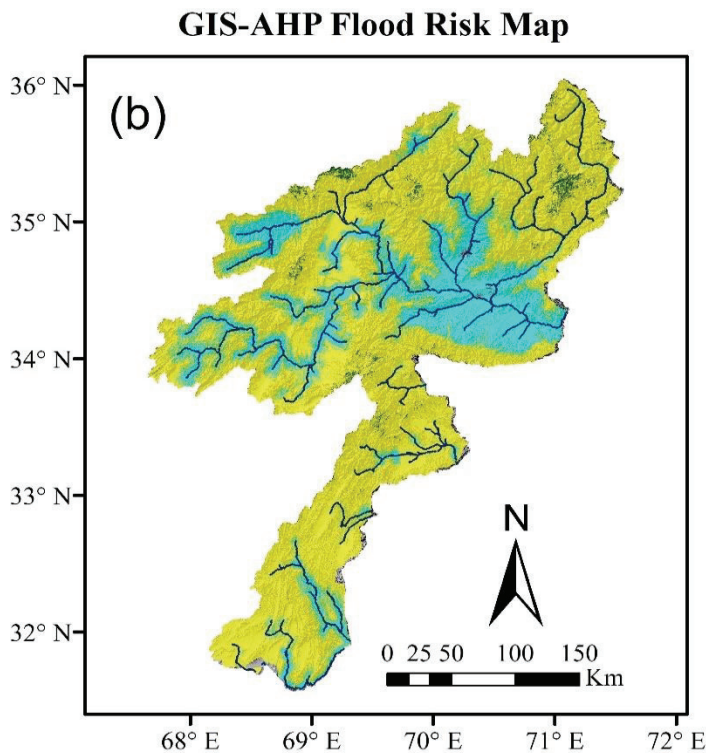 GIS-AHP Flood Risk Map
(b)
36° N
35° N
34° N
33° N
32° N
N
0 25 50 100 150
Km
68° E 69° E 70° E 71° E 72° E